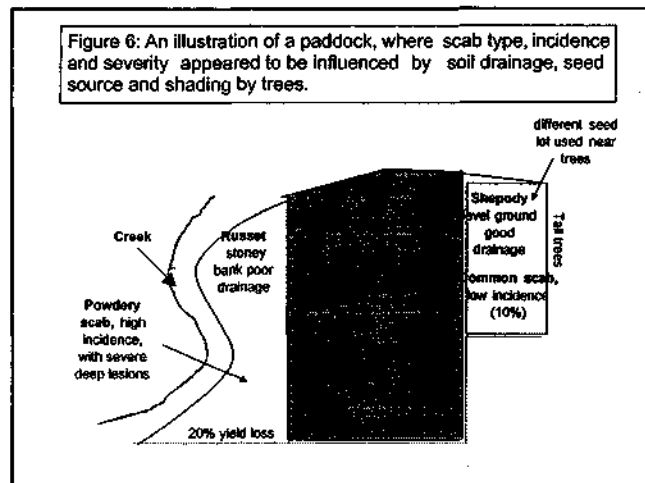 Figure 6: An illustration of a paddock, where scab type, incidence
and severity appeared to be influenced by soil drainage, seed
source and shading by trees.
different seed
lot used near
trees
Creek
Russet
stoney
bank poor
drainage
Powdery
scab, high
incidence,
with severe
deep lesions
20% yield loss
Shepody
level ground
good
drainage
Common scab,
low incidence
(10%)
Tall trees